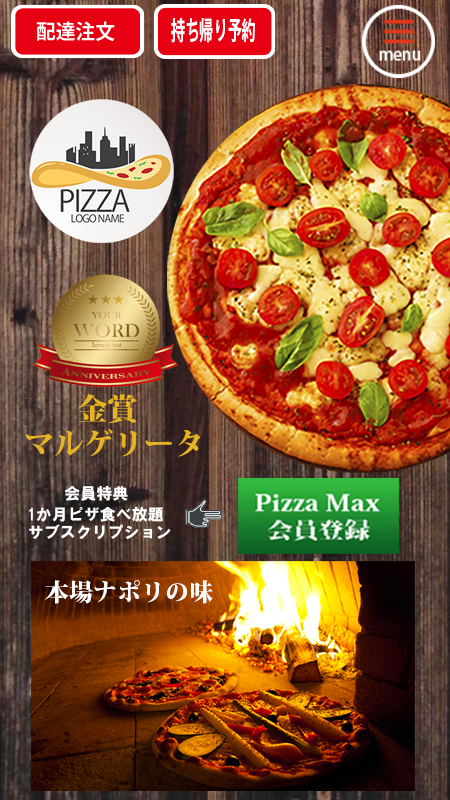 配達注文
持ち帰り予約
menu
PIZZA
LOGO NAME
YOUR
WORD
Sample text
ANNIVERSARY
金賞
マルゲリータ
会員特典
1か月ピザ食べ放題
サブスクリプション
Pizza Max
会員登録
本場ナポリの味